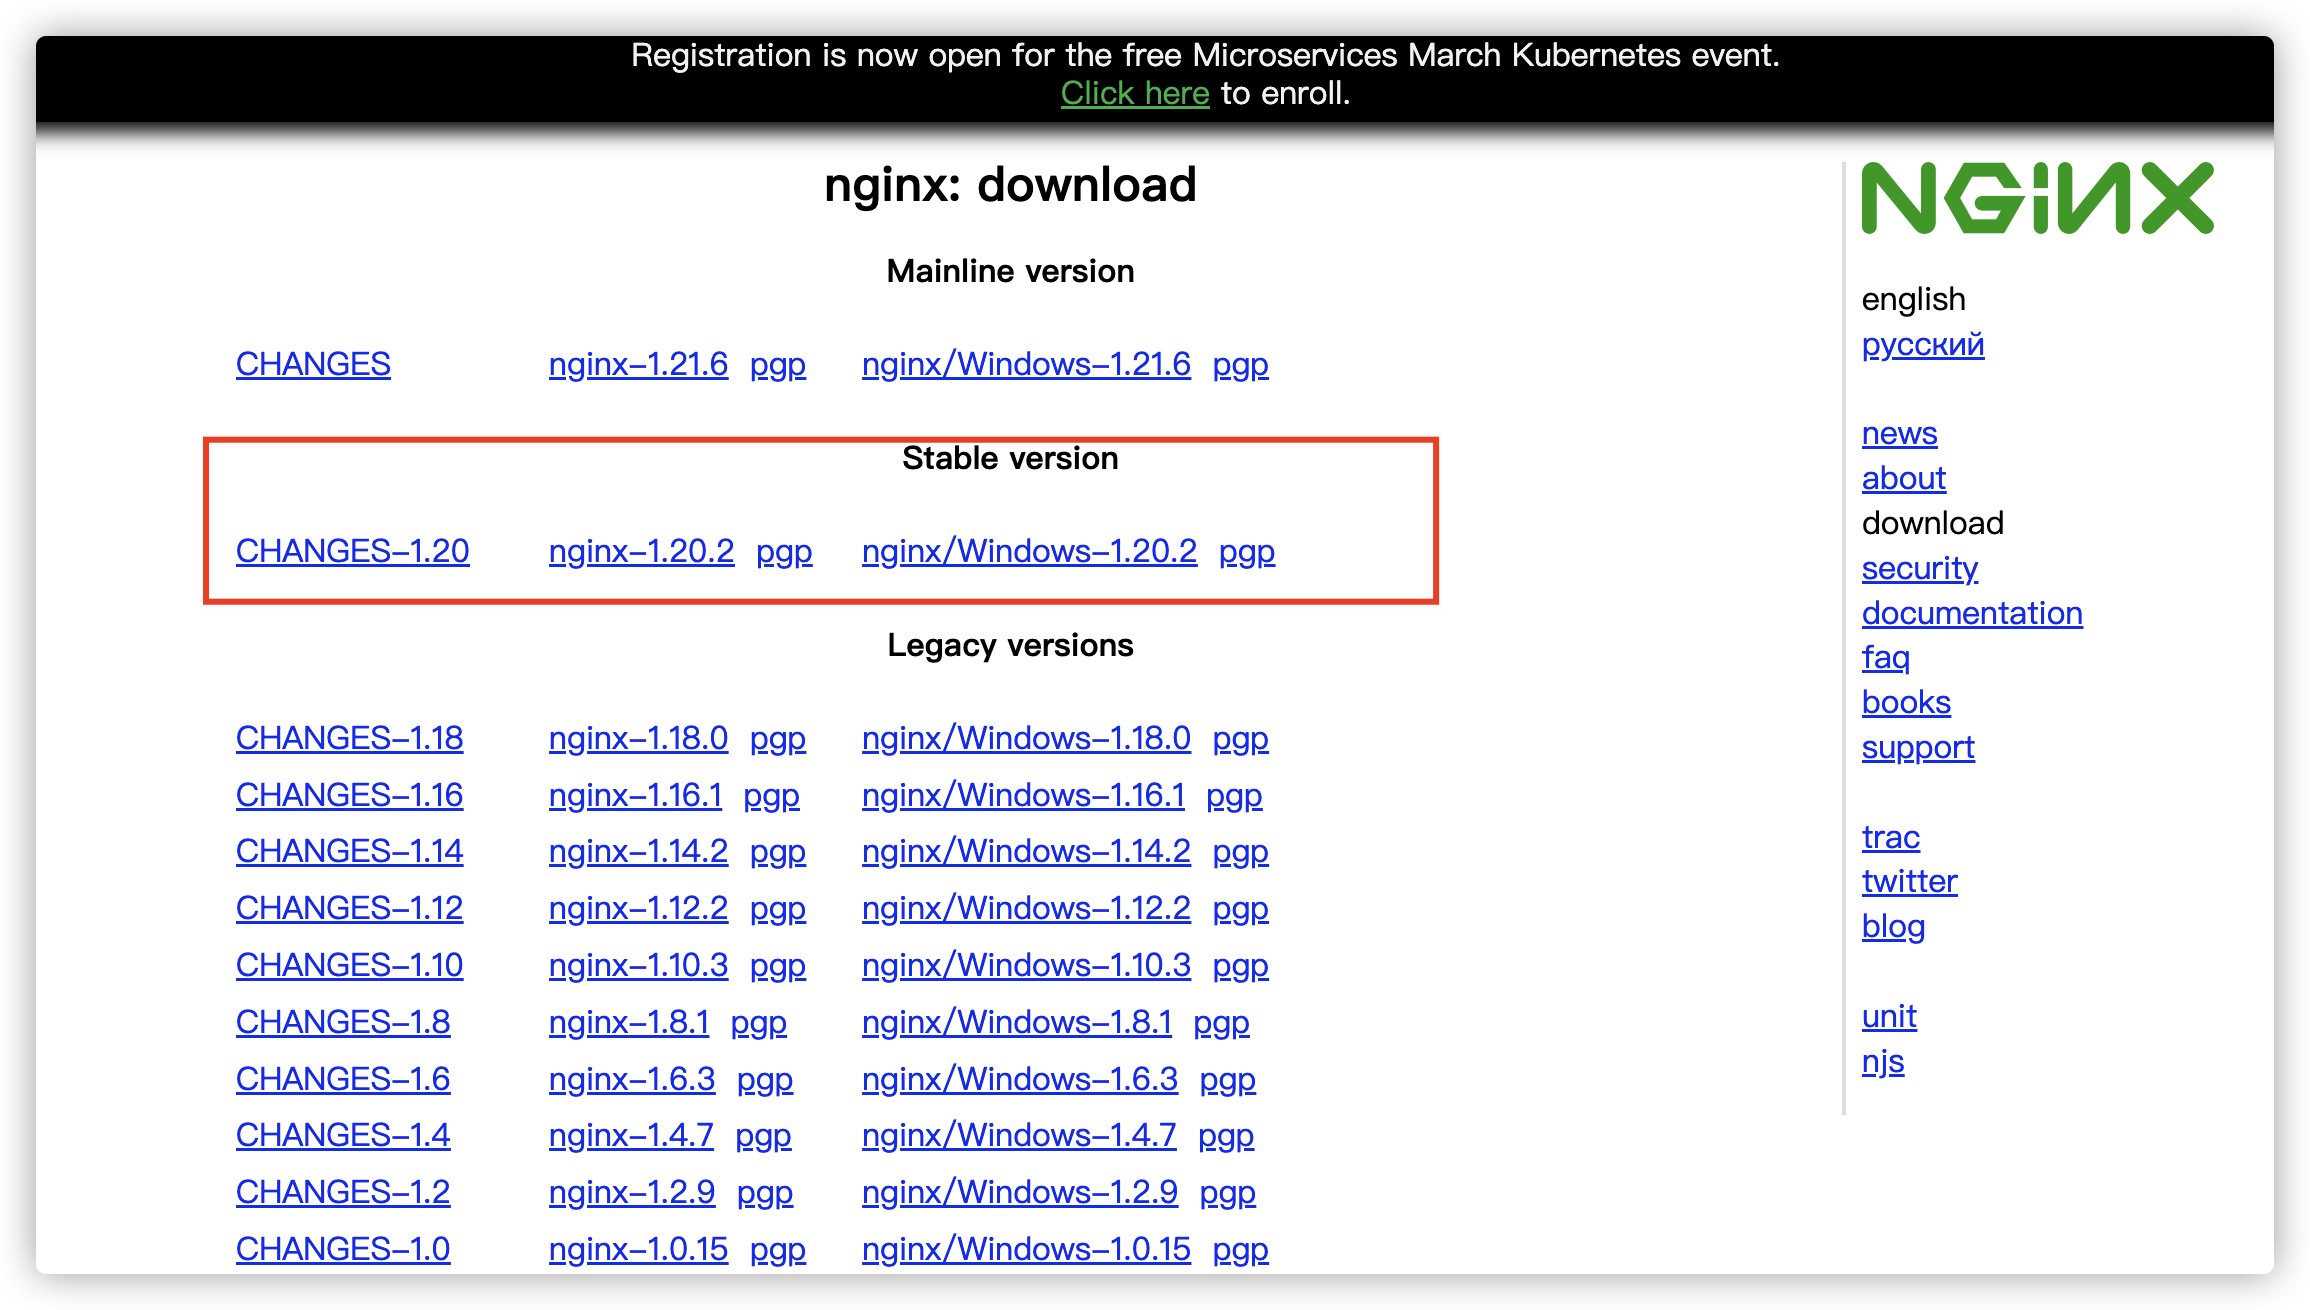 Registration is now open for the free Microservices March Kubernetes event.
Click here to enroll.
nginx: download
Mainline version
CHANGES nginx-1.21.6 pgp nginx/Windows-1.21.6 pgp
Stable version
CHANGES-1.20 nginx-1.20.2 pgp nginx/Windows-1.20.2 pgp
Legacy versions
CHANGES-1.18 nginx-1.18.0 pgp nginx/Windows-1.18.0 pgp
CHANGES-1.16 nginx-1.16.1 pgp nginx/Windows-1.16.1 pgp
CHANGES-1.14 nginx-1.14.2 pgp nginx/Windows-1.14.2 pgp
CHANGES-1.12 nginx-1.12.2 pgp nginx/Windows-1.12.2 pgp
CHANGES-1.10 nginx-1.10.3 pgp nginx/Windows-1.10.3 pgp
CHANGES-1.8 nginx-1.8.1 pgp nginx/Windows-1.8.1 pgp
CHANGES-1.6 nginx-1.6.3 pgp nginx/Windows-1.6.3 pgp
CHANGES-1.4 nginx-1.4.7 pgp nginx/Windows-1.4.7 pgp
CHANGES-1.2 nginx-1.2.9 pgp nginx/Windows-1.2.9 pgp
CHANGES-1.0 nginx-1.0.15 pgp nginx/Windows-1.0.15 pgp
NGiNX
english
русский
news
about
download
security
documentation
faq
books
support
trac
twitter
blog
unit
njs